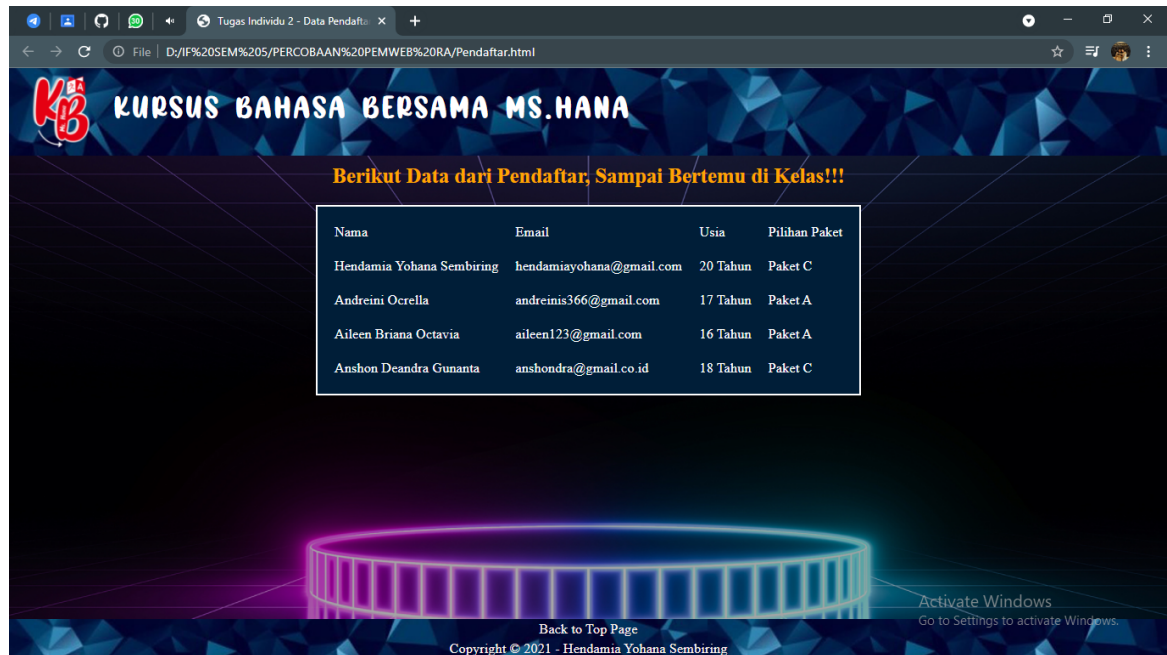 30
Tugas Individu 2 - Data Pendafta
File D:/IF%20SEM%205/PERCOBAAN%20PEMWEB%20RA/Pendaftar.html
KB
KURSUS BAHASA BERSAMA MS.HANA
Berikut Data dari Pendaftar, Sampai Bertemu di Kelas!!!
Nama Email Usia Pilihan Paket
Hendamia Yohana Sembiring hendamiayohana@gmail.com 20 Tahun Paket C
Andreini Ocrella andreinis366@gmail.com 17 Tahun Paket A
Aileen Briana Octavia aileen123@gmail.com 16 Tahun Paket A
Anshon Deandra Gunanta anshondra@gmail.co.id 18 Tahun Paket C
Activate Windows
Go to Settings to activate Windows.
Back to Top Page
Copyright © 2021 - Hendamia Yohana Sembiring